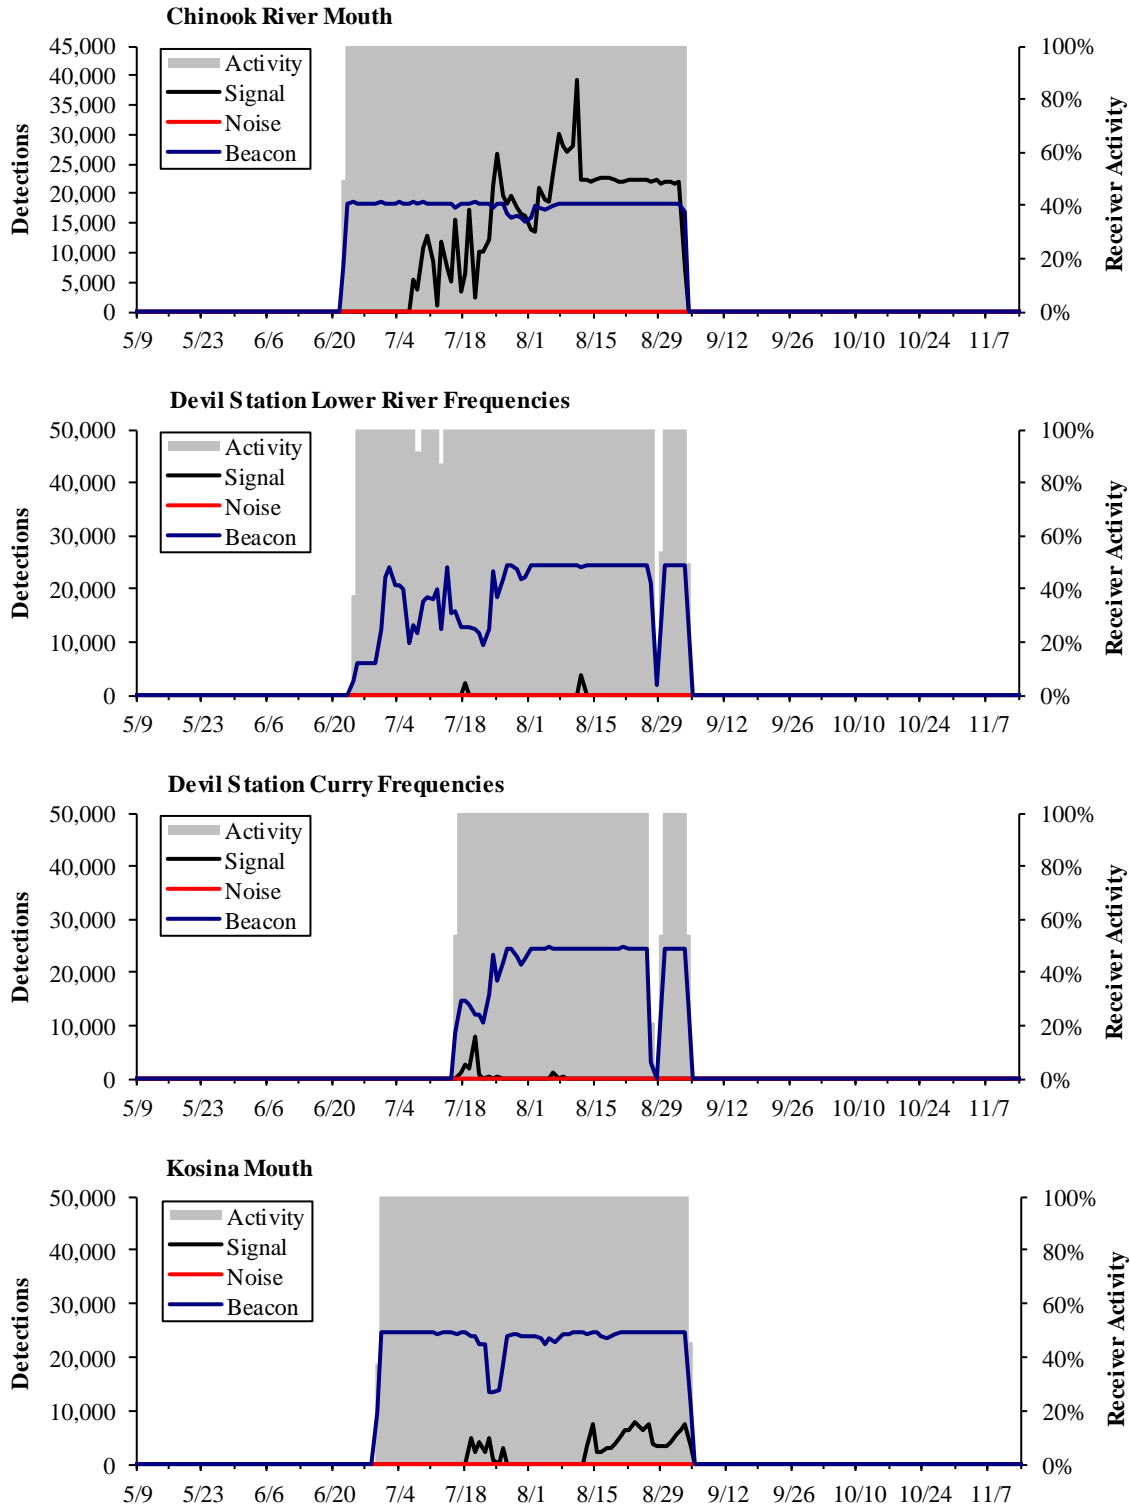 Chinook River Mouth
45,000
40,000
35,000
30,000
25,000
20,000
15,000
10,000
5,000
0
Detections
Activity
Signal
Noise
Beacon
100%
80%
60%
40%
20%
0%
Receiver Activity
5/9 5/23 6/6 6/20 7/4 7/18 8/1 8/15 8/29 9/12 9/26 10/10 10/24 11/7
Devil Station Lower River Frequencies
50,000
40,000
30,000
20,000
10,000
0
Detections
Activity
Signal
Noise
Beacon
100%
80%
60%
40%
20%
0%
Receiver Activity
5/9 5/23 6/6 6/20 7/4 7/18 8/1 8/15 8/29 9/12 9/26 10/10 10/24 11/7
Devil Station Curry Frequencies
50,000
40,000
30,000
20,000
10,000
0
Detections
Activity
Signal
Noise
Beacon
100%
80%
60%
40%
20%
0%
Receiver Activity
5/9 5/23 6/6 6/20 7/4 7/18 8/1 8/15 8/29 9/12 9/26 10/10 10/24 11/7
Kosina Mouth
50,000
40,000
30,000
20,000
10,000
0
Detections
Activity
Signal
Noise
Beacon
100%
80%
60%
40%
20%
0%
Receiver Activity
5/9 5/23 6/6 6/20 7/4 7/18 8/1 8/15 8/29 9/12 9/26 10/10 10/24 11/7